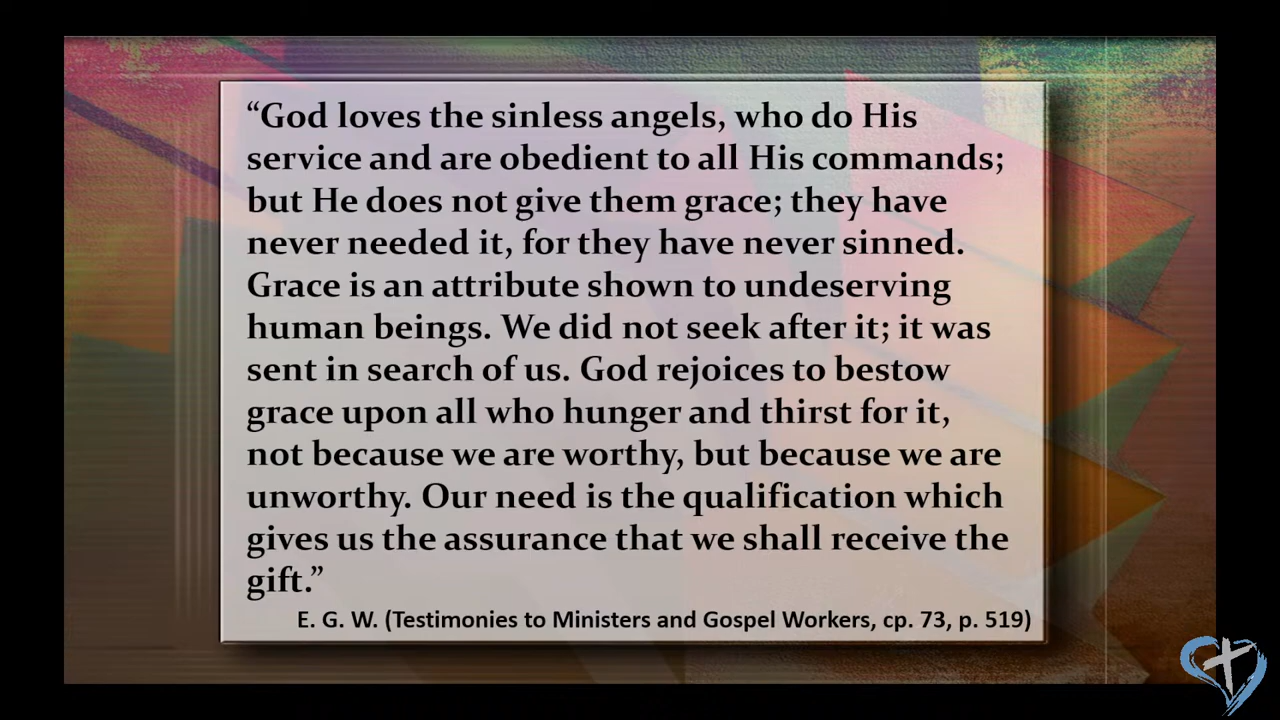 “God loves the sinless angels, who do His
service and are obedient to all His commands;
but He does not give them grace; they have
never needed it, for they have never sinned.
Grace is an attribute shown to undeserving
human beings. We did not seek after it; it was
sent in search of us. God rejoices to bestow
grace upon all who hunger and thirst for it,
not because we are worthy, but because we are
unworthy. Our need is the qualification which
gives us the assurance that we shall receive the
gift.”
E. G. W. (Testimonies to Ministers and Gospel Workers, cp. 73, p. 519)